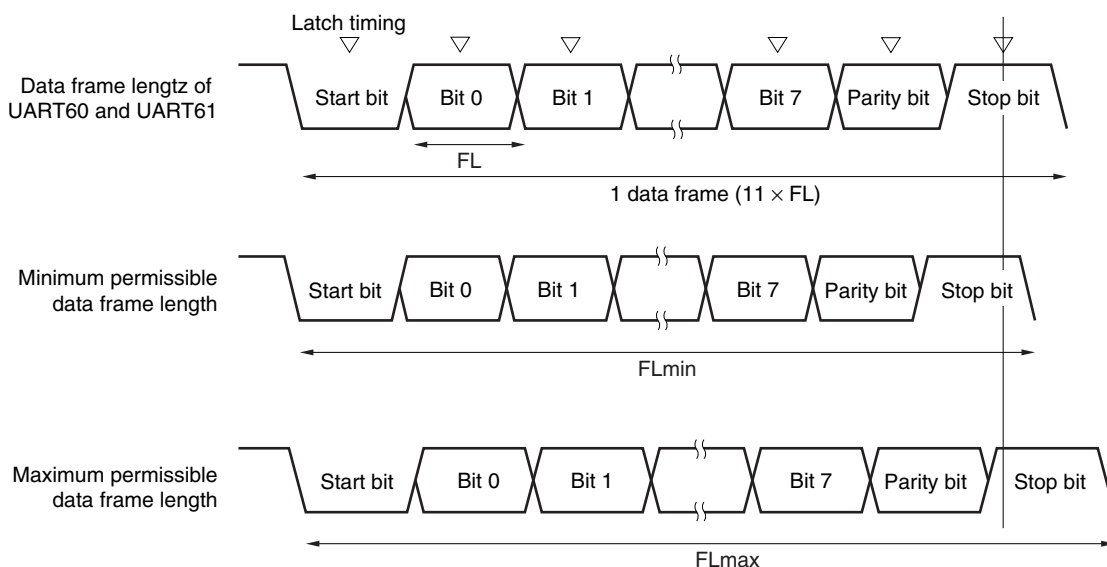 Latch timing
Data frame lengtz of
UART60 and UART61
Start bit
Bit 0
Bit 1
Bit 7
Parity bit
Stop bit
FL
1 data frame (11 × FL)
Minimum permissible
data frame length
Start bit
Bit 0
Bit 1
Bit 7
Parity bit
Stop bit
FLmin
Maximum permissible
data frame length
Start bit
Bit 0
Bit 1
Bit 7
Parity bit
Stop bit
FLmax